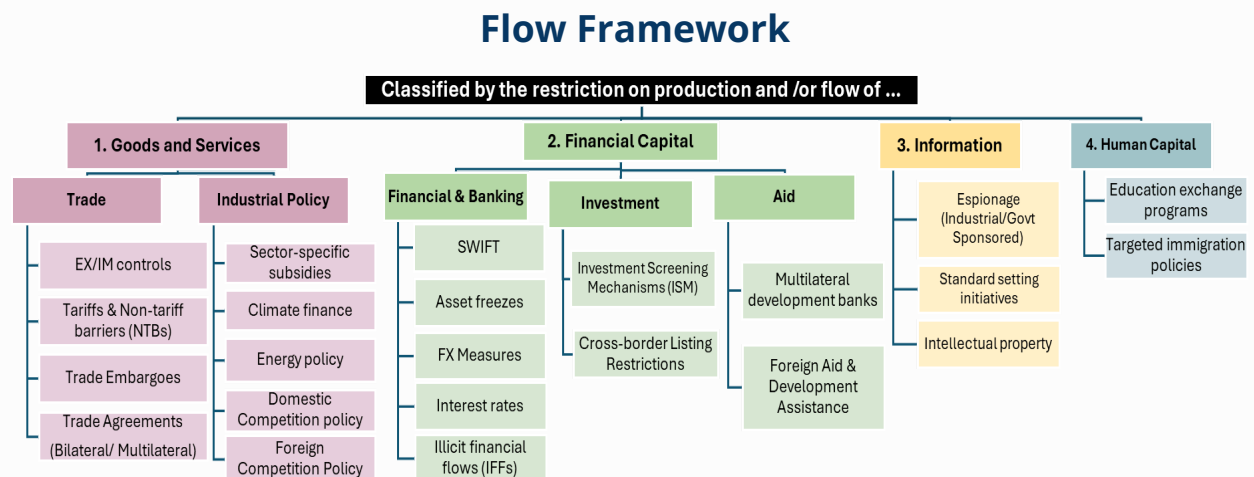 Flow Framework
Classified by the restriction on production and /or flow of ...
1. Goods and Services
Trade
EX/IM controls
Tariffs & Non-tariff
barriers (NTBs)
Trade Embargoes
Trade Agreements
(Bilateral/ Multilateral)
Industrial Policy
Sector-specific
subsidies
Climate finance
Energy policy
Domestic
Competition policy
Foreign
Competition Policy
2. Financial Capital
Financial & Banking
SWIFT
Asset freezes
FX Measures
Interest rates
Illicit financial
flows (IFFs)
Investment
Investment Screening
Mechanisms (ISM)
Cross-border Listing
Restrictions
Aid
Multilateral
development banks
Foreign Aid &
Development
Assistance
3. Information
Espionage
(Industrial/Govt
Sponsored)
Standard setting
initiatives
Intellectual property
4. Human Capital
Education exchange
programs
Targeted immigration
policies